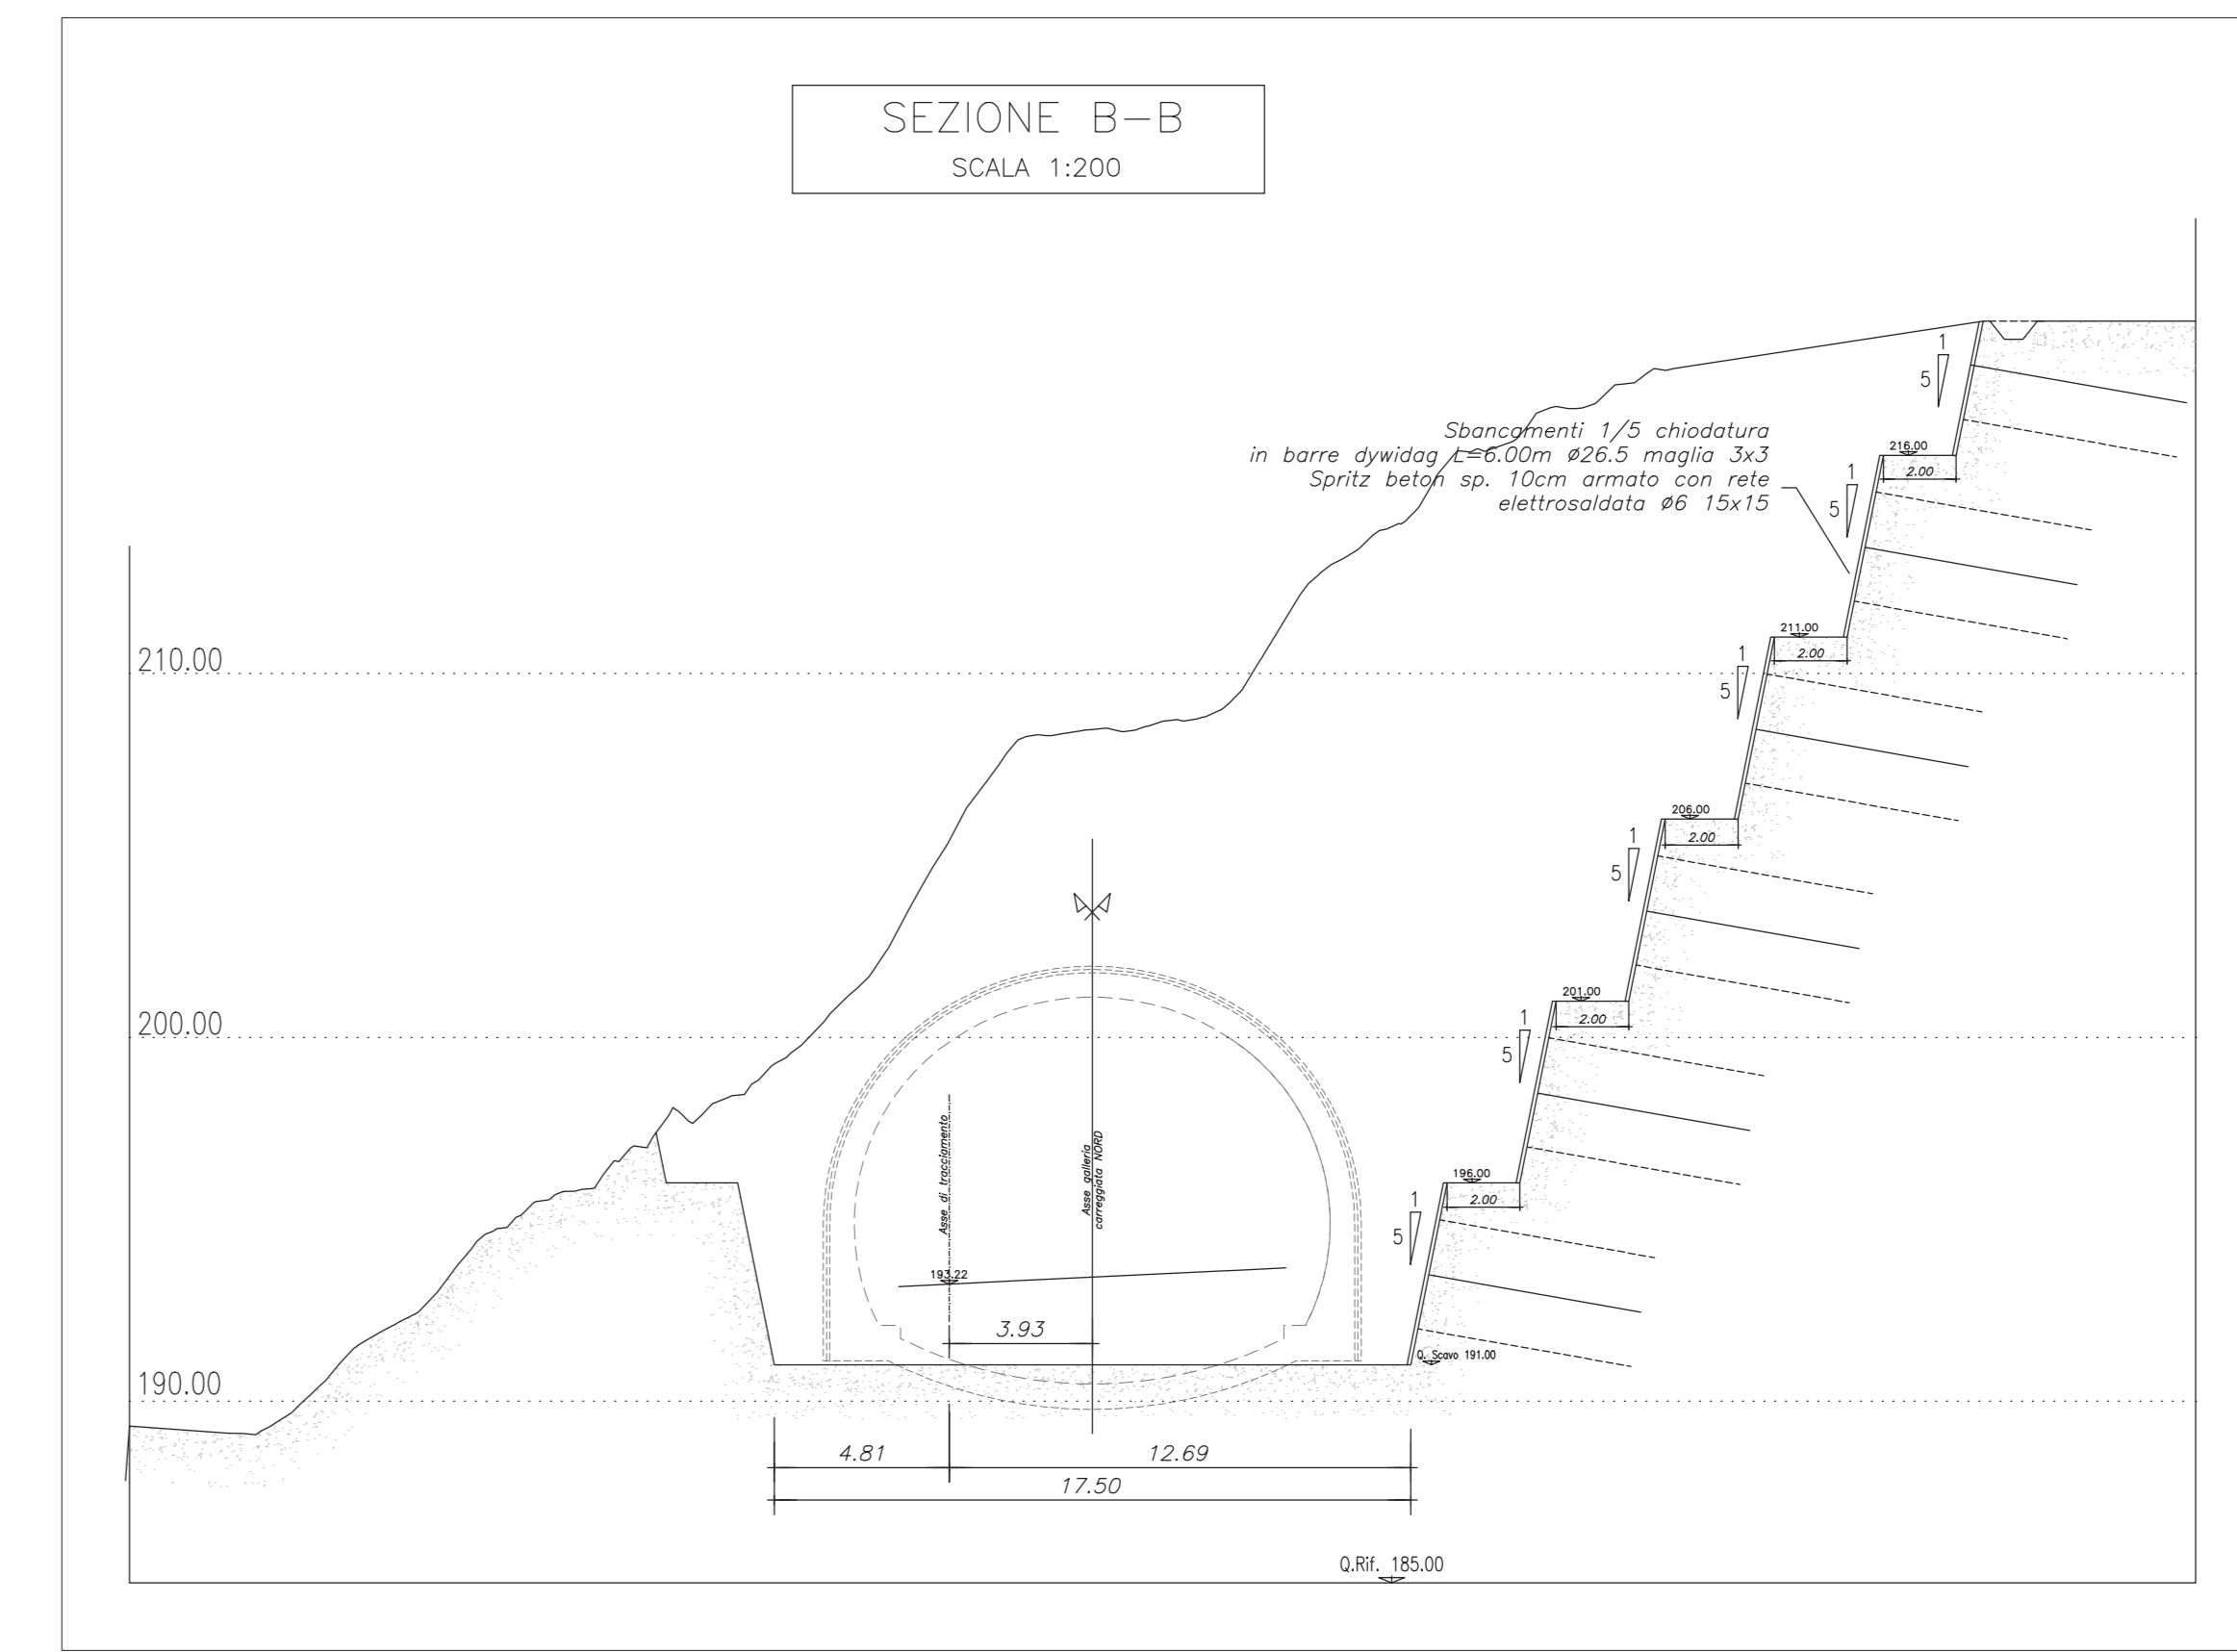 SEZIONE B-B
SCALA 1:200
1
5
Sbancamenti 1/5 chiodatura
in barre dywidag L=6.00m ø26.5 maglia 3x3
Spritz beton sp. 10cm armato con rete
elettrosaldata ø6 15x15
216.00
2.00
1
5
211.00
2.00
210.00
1
5
206.00
2.00
1
5
201.00
2.00
200.00
1
5
Asse di tracciamento
Asse galleria
carreggiata NORD
196.00
2.00
1
5
193.22
3.93
Q. Scavo 191.00
190.00
4.81
12.69
17.50
Q.Rif. 185.00